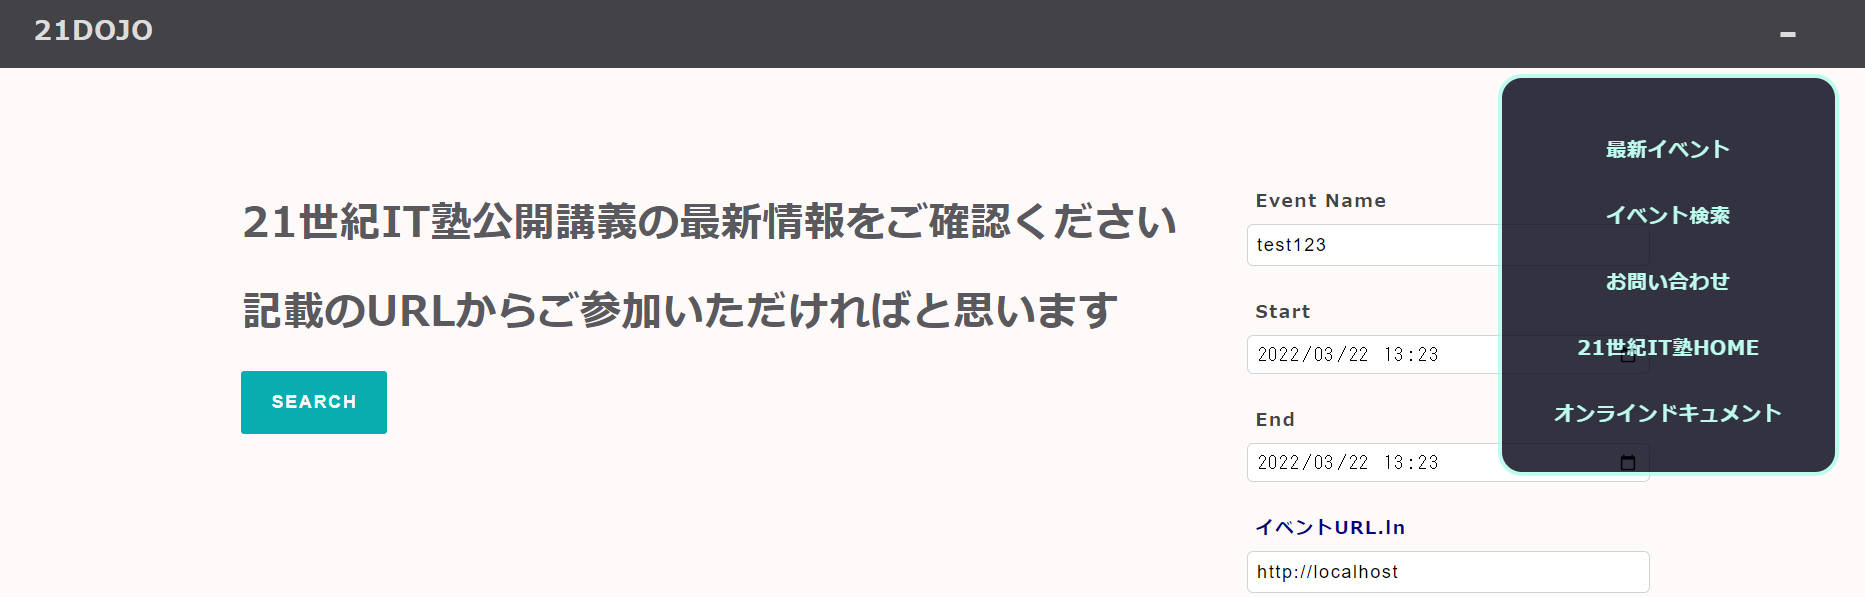 21DOJO
21世紀IT塾公開講義の最新情報をご確認ください
記載のURLからご参加いただければと思います
SEARCH
Event Name
test123
Start
2022/03/22 13:23
End
2022/03/22 13:23
イベントURL.ln
http://localhost
最新イベント
イベント検索
お問い合わせ
21世紀IT塾HOME
オンラインドキュメント